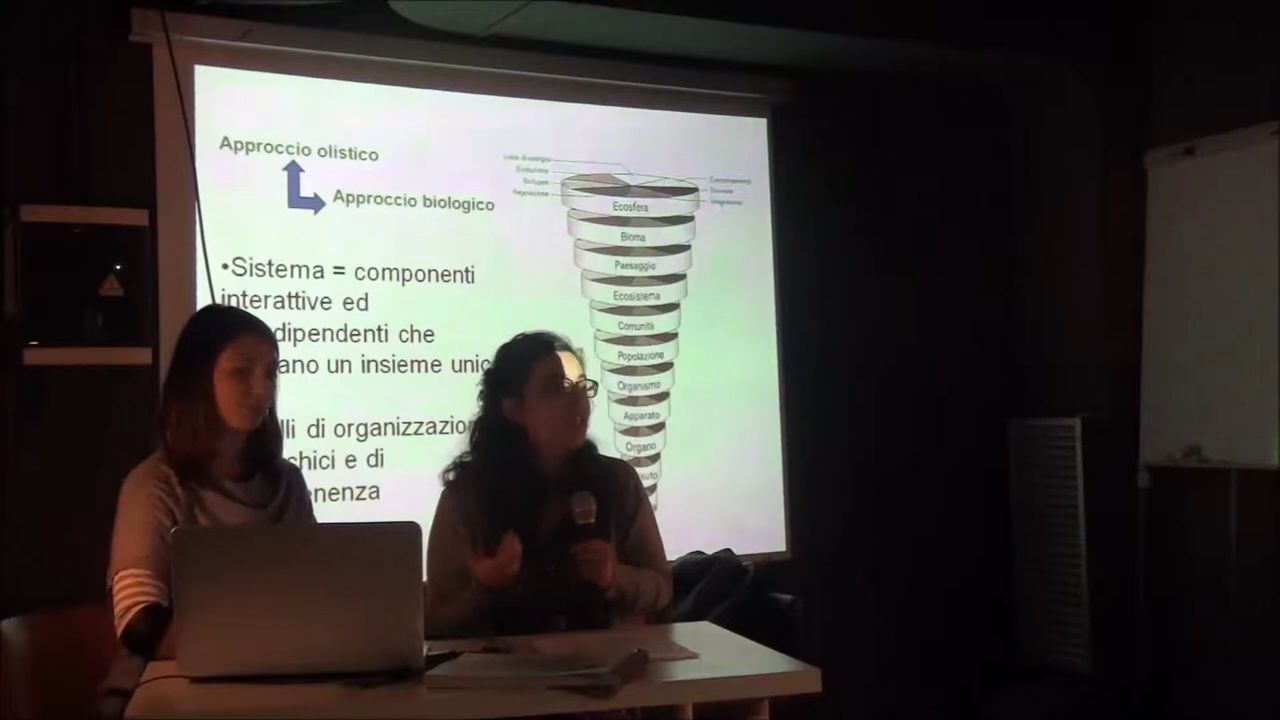 Approccio olistico
Approccio biologico
•Sistema = componenti
interattive ed
dipendenti che
ano un insieme unic
lli di organizzazio
chici e di
nenza
Ecosfera
Bioma
Paesaggio
Ecosistema
Comunità
Popolazione
Organismo
Apparato
Organo